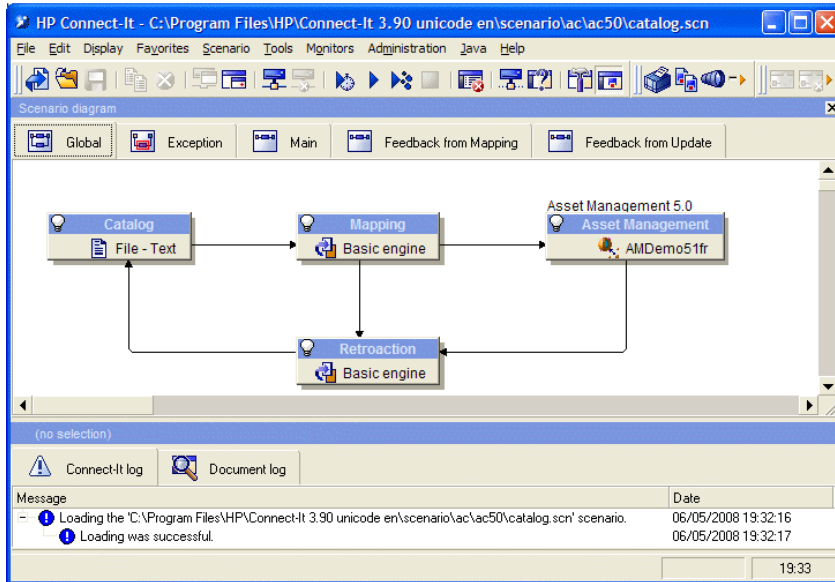 HP Connect-It - C:\Program Files\HP\Connect-It 3.90 unicode en\scenario\ac\ac50\catalog.scn
File Edit Display Favorites Scenario Tools Monitors Administration Java Help
Scenario diagram
Global Exception Main Feedback from Mapping Feedback from Update
Asset Management 5.0
Catalog Mapping Asset Management
File - Text Basic engine AMDemo51fr
Retroaction
Basic engine
(no selection)
Connect-It log Document log
Message Date
Loading the 'C:\Program Files\HP\Connect-It 3.90 unicode en\scenario\ac\ac50\catalog.scn' scenario. 06/05/2008 19:32:16
Loading was successful. 06/05/2008 19:32:17
19:33